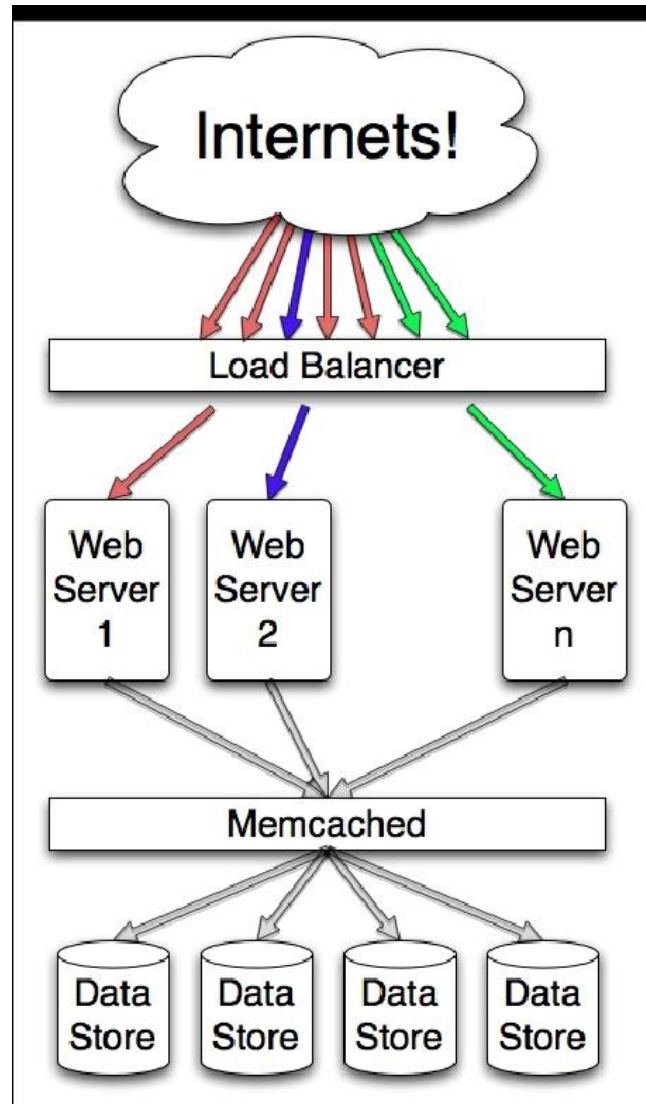 Internets!
Load Balancer
Web
Server
1
Web
Server
2
Web
Server
n
Memcached
Data
Store
Data
Store
Data
Store
Data
Store